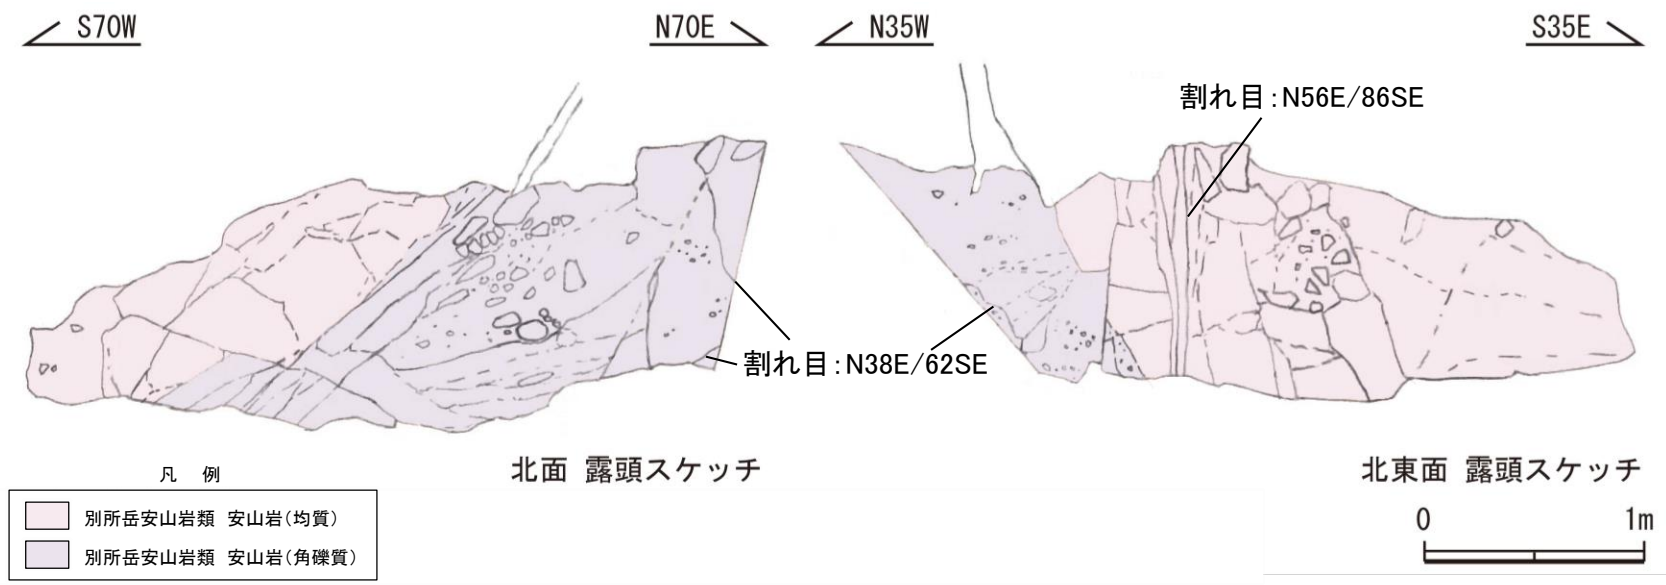 S70W
N70E
N35W
S35E
割れ目:N56E/86SE
割れ目:N38E/62SE
北面 露頭スケッチ
北東面 露頭スケッチ
凡 例
別所岳安山岩類 安山岩(均質)
別所岳安山岩類 安山岩(角礫質)
0
1m